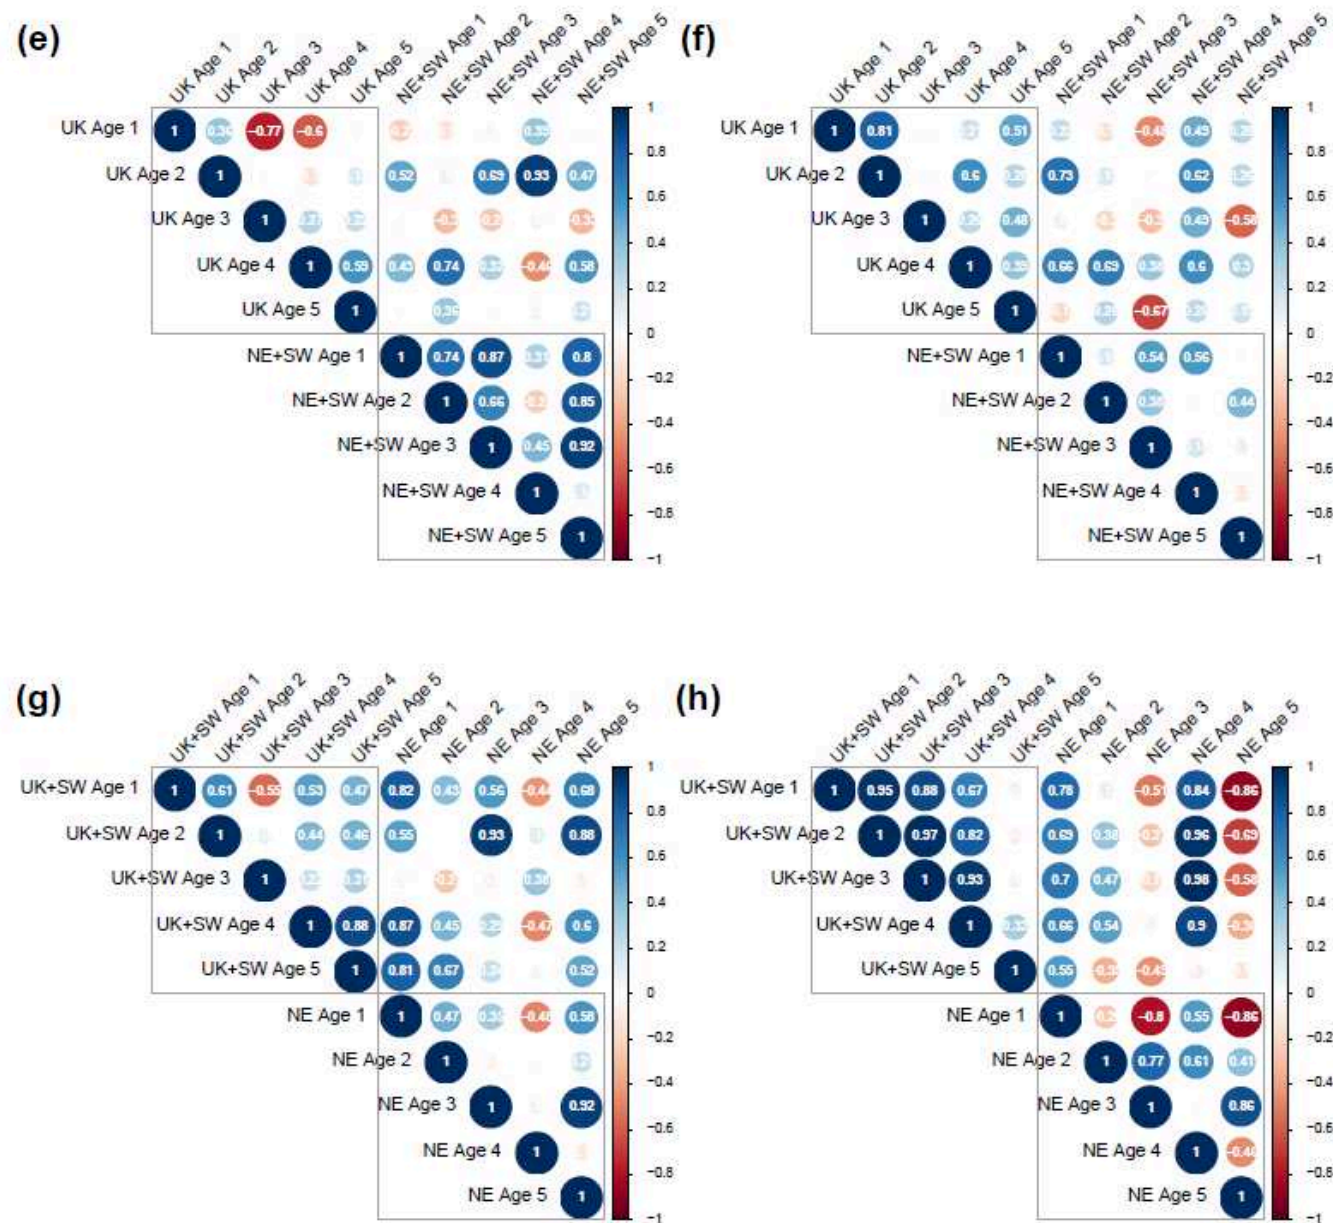 (e)
UK Age 1
UK Age 2
UK Age 3
UK Age 4
UK Age 5
NE+SW Age 1
NE+SW Age 2
NE+SW Age 3
NE+SW Age 4
NE+SW Age 5
UK Age 1 1 −0.77 −0.6
UK Age 2 1 0.52 0.69 0.93 0.47
UK Age 3 1
UK Age 4 1 0.59 0.43 0.74 0.58
UK Age 5 1 0.36
NE+SW Age 1 1 0.74 0.87 0.8
NE+SW Age 2 1 0.66 0.85
NE+SW Age 3 1 0.45 0.92
NE+SW Age 4 1
NE+SW Age 5 1
1
0.8
0.6
0.4
0.2
0
−0.2
−0.4
−0.6
−0.8
−1
(f)
UK Age 1
UK Age 2
UK Age 3
UK Age 4
UK Age 5
NE+SW Age 1
NE+SW Age 2
NE+SW Age 3
NE+SW Age 4
NE+SW Age 5
UK Age 1 1 0.81 0.51 0.49
UK Age 2 1 0.6 0.73 0.62
UK Age 3 1 0.48 0.49 −0.58
UK Age 4 1 0.66 0.69 0.6 0.3
UK Age 5 1 −0.67
NE+SW Age 1 1 0.54 0.56
NE+SW Age 2 1 0.44
NE+SW Age 3 1
NE+SW Age 4 1
NE+SW Age 5 1
1
0.8
0.6
0.4
0.2
0
−0.2
−0.4
−0.6
−0.8
−1
(g)
UK+SW Age 1
UK+SW Age 2
UK+SW Age 3
UK+SW Age 4
UK+SW Age 5
NE Age 1
NE Age 2
NE Age 3
NE Age 4
NE Age 5
UK+SW Age 1 1 0.61 −0.55 0.53 0.47 0.82 0.43 0.56 0.68
UK+SW Age 2 1 0.44 0.46 0.55 0.93 0.88
UK+SW Age 3 1
UK+SW Age 4 1 0.88 0.87 0.45 −0.47 0.6
UK+SW Age 5 1 0.81 0.67 0.52
NE Age 1 1 0.47 0.58
NE Age 2 1
NE Age 3 1 0.92
NE Age 4 1
NE Age 5 1
1
0.8
0.6
0.4
0.2
0
−0.2
−0.4
−0.6
−0.8
−1
(h)
UK+SW Age 1
UK+SW Age 2
UK+SW Age 3
UK+SW Age 4
UK+SW Age 5
NE Age 1
NE Age 2
NE Age 3
NE Age 4
NE Age 5
UK+SW Age 1 1 0.95 0.88 0.67 0.78 −0.51 0.84 −0.86
UK+SW Age 2 1 0.97 0.82 0.69 0.38 0.96 −0.69
UK+SW Age 3 1 0.93 0.7 0.47 0.98 −0.58
UK+SW Age 4 1 0.66 0.54 0.9
UK+SW Age 5 1 0.55
NE Age 1 1 −0.8 0.55 −0.86
NE Age 2 1 0.77 0.61 0.41
NE Age 3 1 0.86
NE Age 4 1
NE Age 5 1
1
0.8
0.6
0.4
0.2
0
−0.2
−0.4
−0.6
−0.8
−1